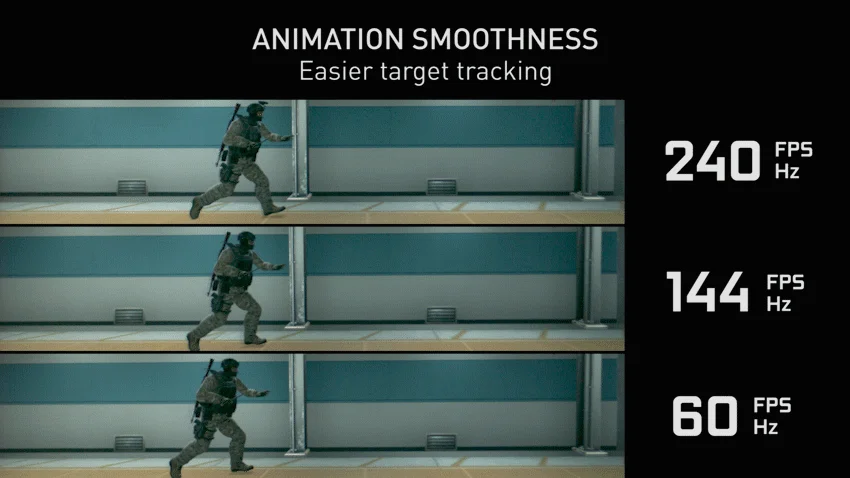 ANIMATION SMOOTHNESS
Easier target tracking
240 FPS Hz
144 FPS Hz
60 FPS Hz